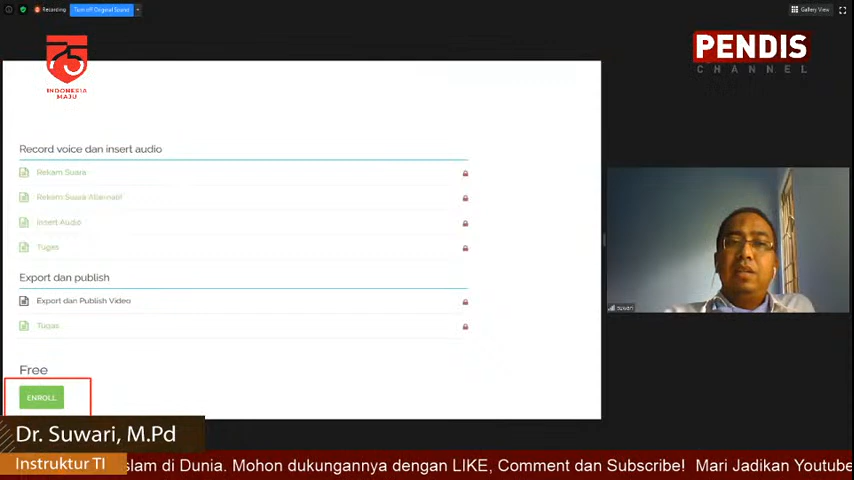 Recording
Turn off Original Sound
Gallery View
75
INDONESIA
MAJU
PENDIS
CHANNEL
Record voice dan insert audio
Rekam Suara
Rekam Suara Alternatif
Insert Audio
Tugas
Export dan publish
Export dan Publish Video
Tugas
Free
ENROLL
suwari
Dr. Suwari, M.Pd
Instruktur TI
slam di Dunia. Mohon dukungannya dengan LIKE, Comment dan Subscribe! Mari Jadikan Youtube